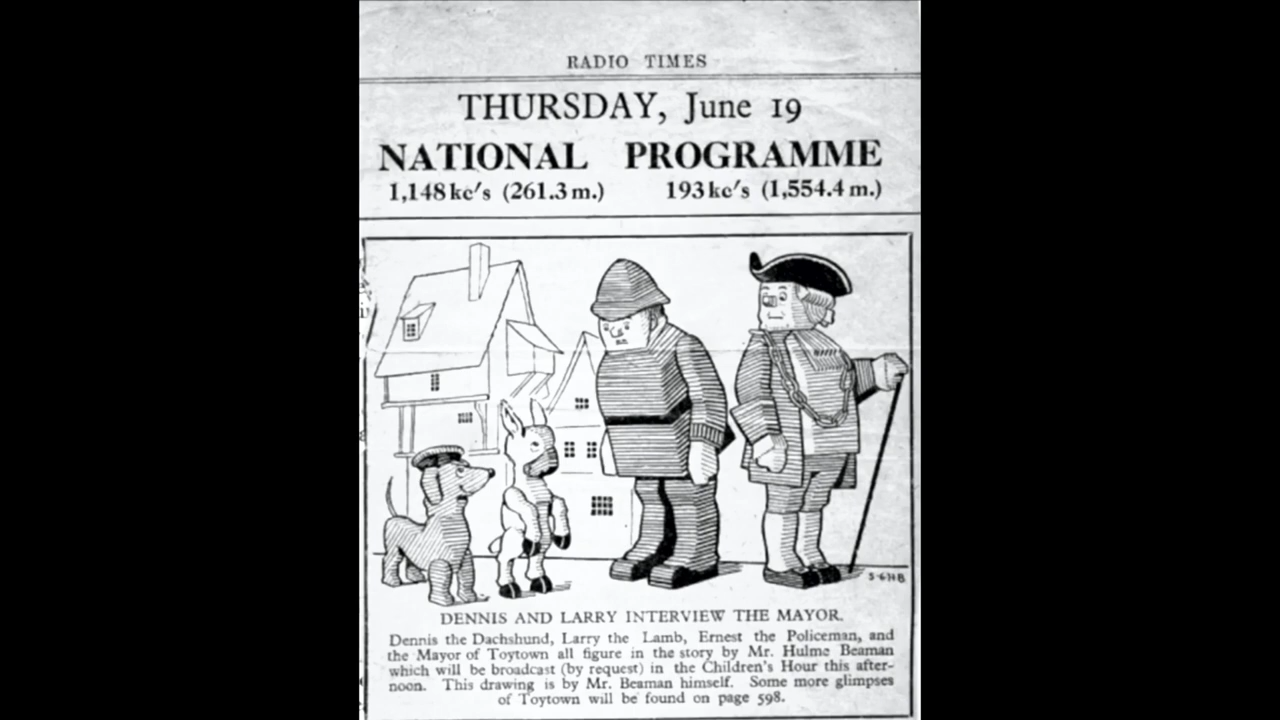 RADIO TIMES
THURSDAY, June 19
NATIONAL PROGRAMME
1,148 kc's (261.3 m.) 193 kc's (1,554.4 m.)
DENNIS AND LARRY INTERVIEW THE MAYOR.
Dennis the Dachshund, Larry the Lamb, Ernest the Policeman, and
the Mayor of Toytown all figure in the story by Mr. Hulme Beaman
which will be broadcast (by request) in the Children's Hour this after-
noon. This drawing is by Mr. Beaman himself. Some more glimpses
of Toytown will be found on page 598.